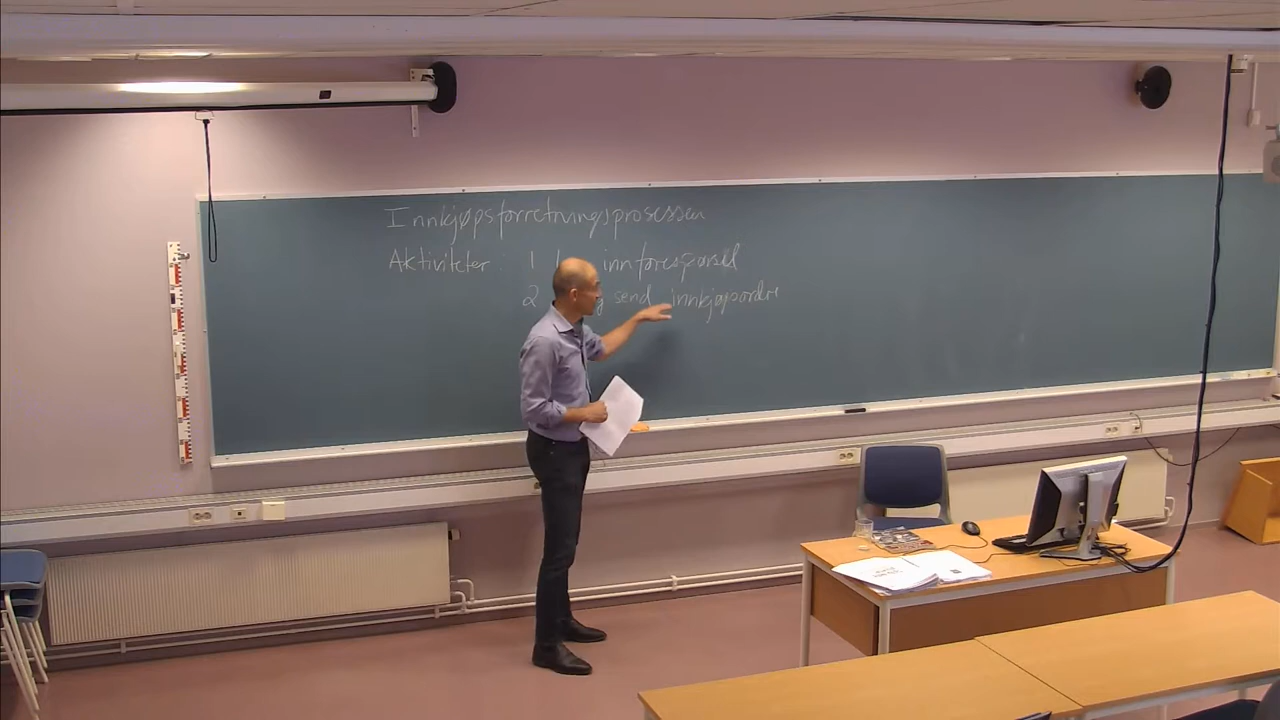 Innkjøpsforretningsprosessen
Aktiviteter: 1 innforespørsel
2 send innkjøpsordre